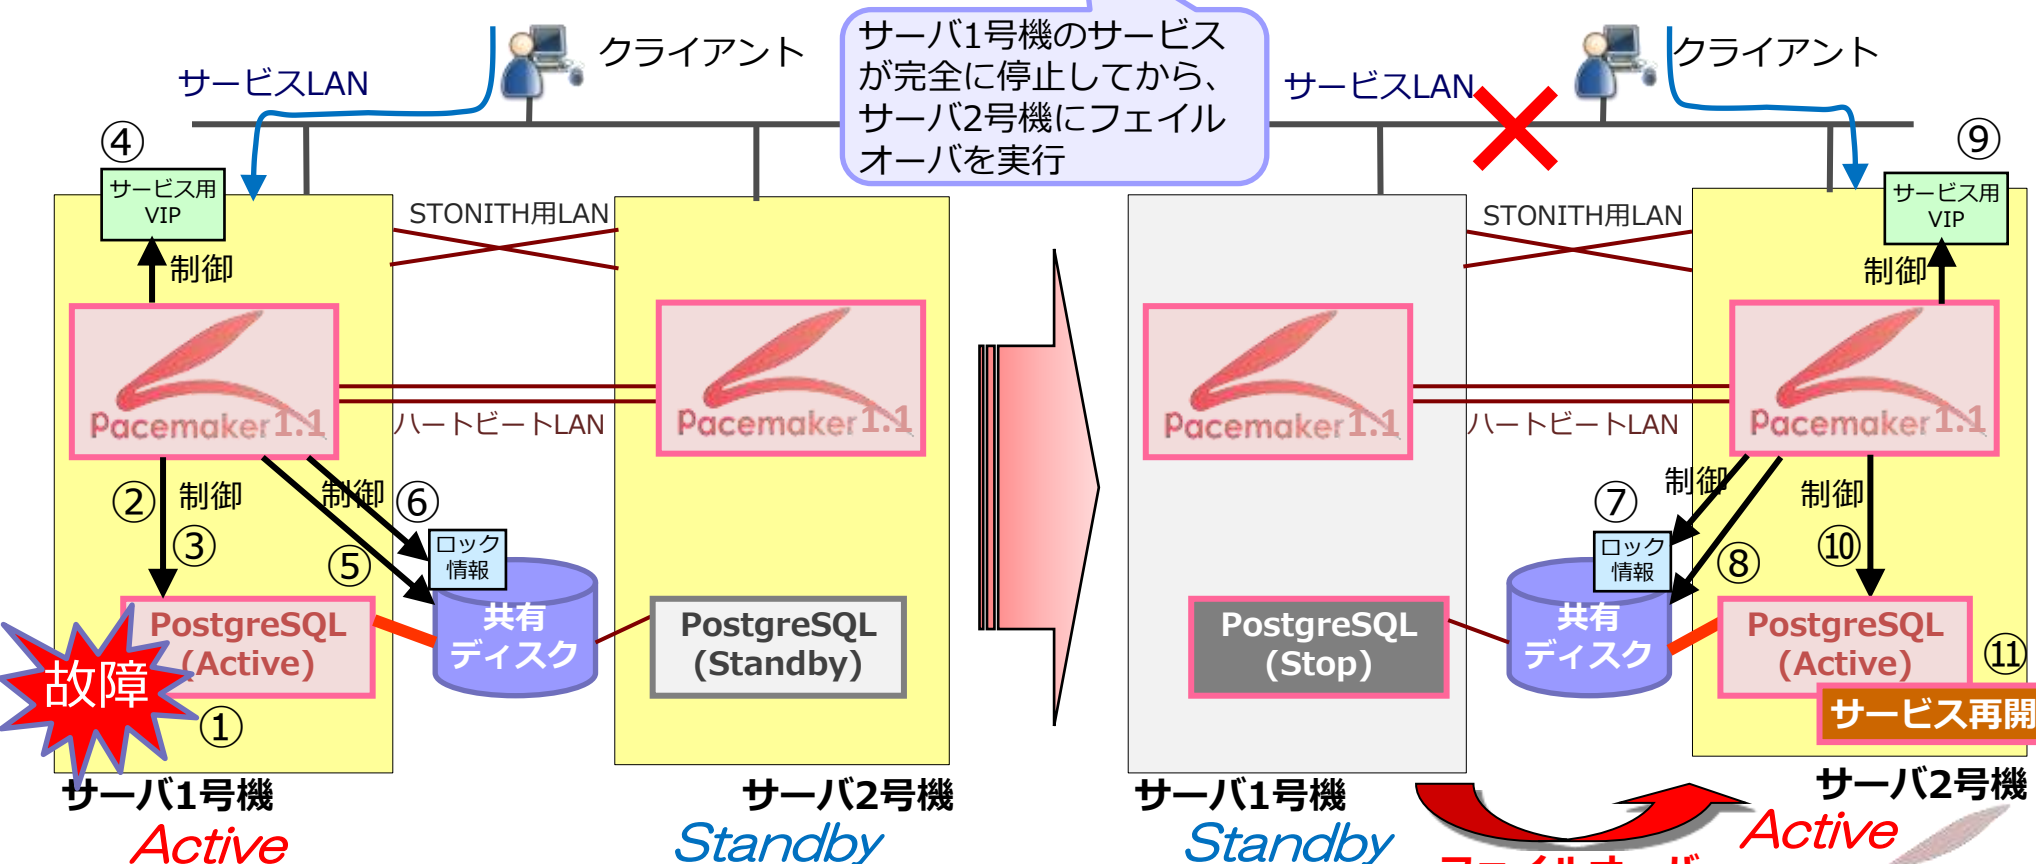 サーバ1号機のサービス
が完全に停止してから、
サーバ2号機にフェイル
オーバを実行
クライアント
サービスLAN
④
サービス用
VIP
制御
STONITH用LAN
Pacemaker 1.1
Pacemaker 1.1
ハートビートLAN
②
制御
③
制御
⑥
⑤
ロック
情報
共有
ディスク
PostgreSQL
(Active)
故障
①
PostgreSQL
(Standby)
サーバ1号機
Active
サーバ2号機
Standby
クライアント
サービスLAN
⑨
サービス用
VIP
制御
STONITH用LAN
Pacemaker 1.1
Pacemaker 1.1
ハートビートLAN
⑦
制御
制御
⑧
⑩
ロック
情報
共有
ディスク
PostgreSQL
(Stop)
PostgreSQL
(Active)
⑪
サービス再開
サーバ1号機
Standby
サーバ2号機
Active
フェイルオーバ